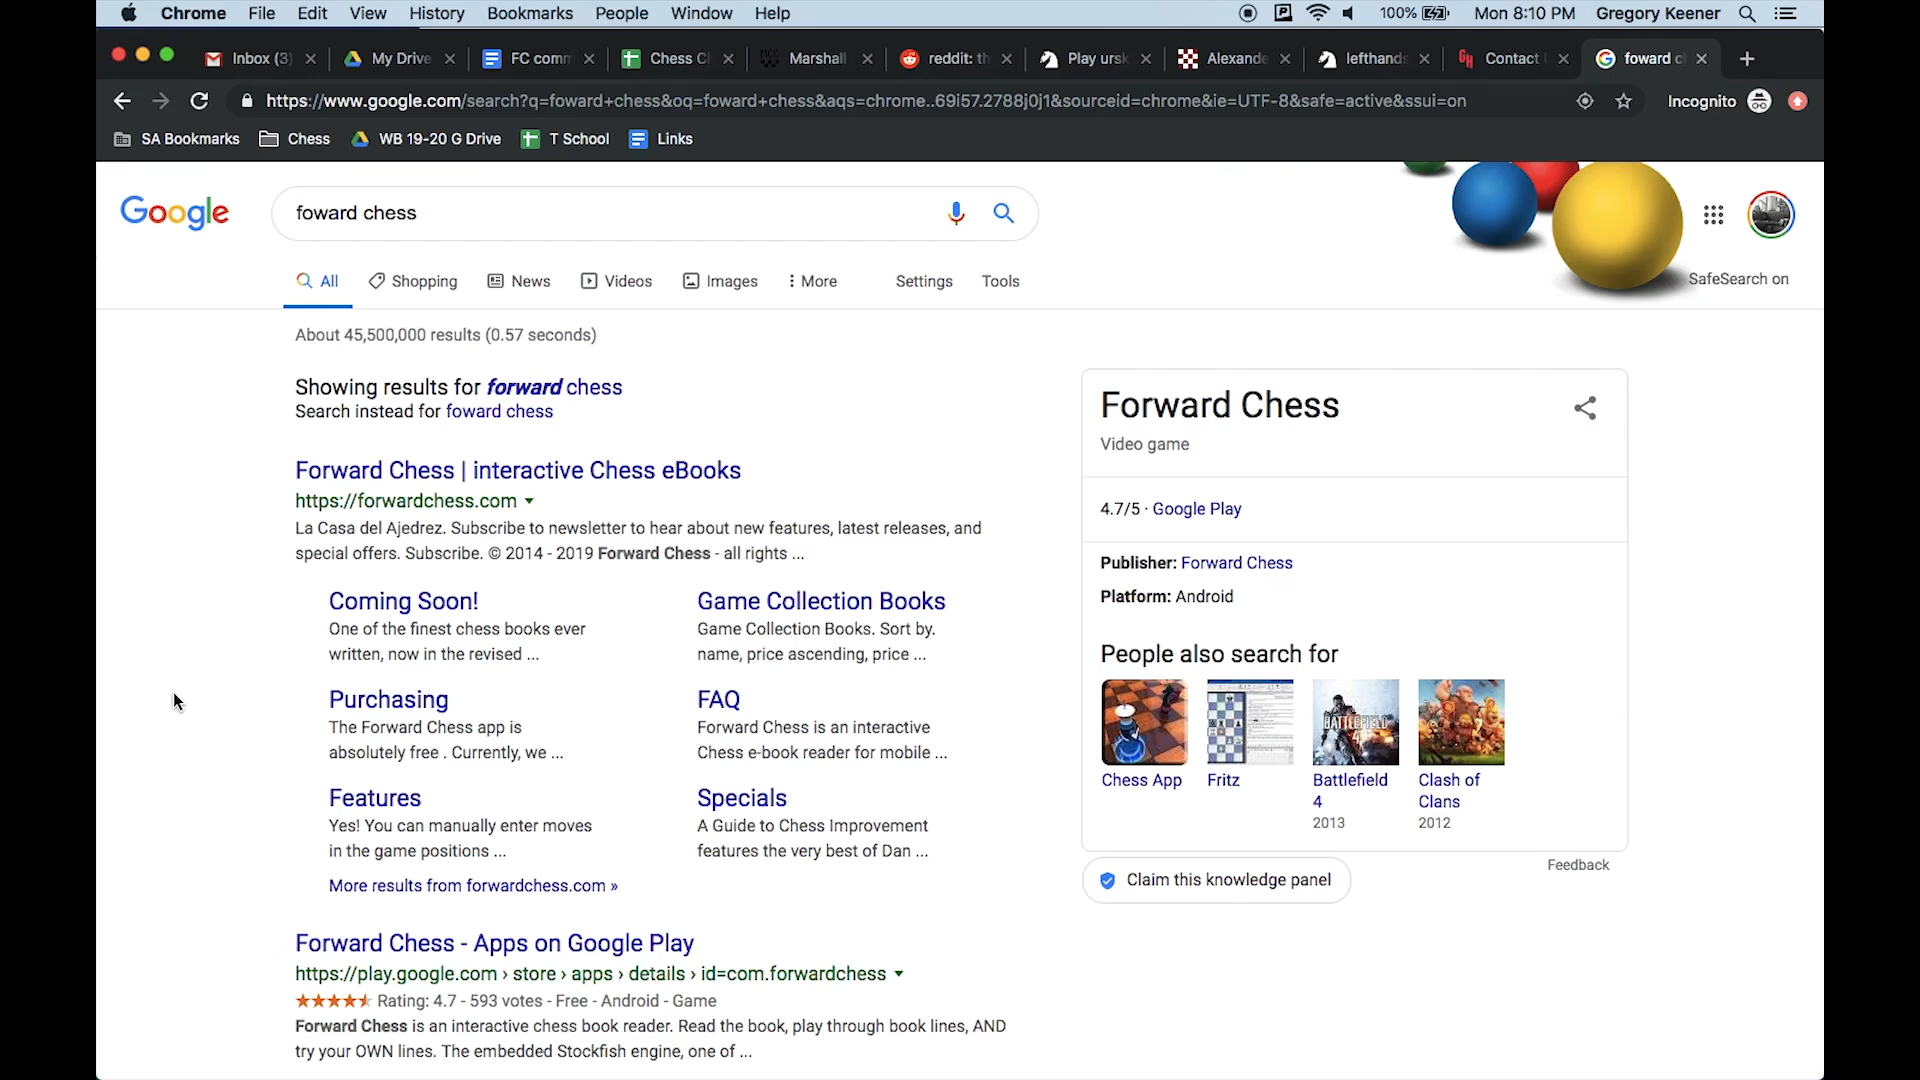 Chrome File Edit View History Bookmarks People Window Help 100% Mon 8:10 PM Gregory Keener
Inbox (3) My Drive FC comm Chess C Marshall reddit: th Play ursk Alexande lefthands Contact foward c
https://www.google.com/search?q=foward+chess&oq=foward+chess&aqs=chrome..69i57.2788j0j1&sourceid=chrome&ie=UTF-8&safe=active&ssui=on Incognito
SA Bookmarks Chess WB 19-20 G Drive T School Links
Google foward chess
All Shopping News Videos Images More Settings Tools SafeSearch on
About 45,500,000 results (0.57 seconds)
Showing results for forward chess
Search instead for foward chess
Forward Chess | interactive Chess eBooks
https://forwardchess.com
La Casa del Ajedrez. Subscribe to newsletter to hear about new features, latest releases, and
special offers. Subscribe. © 2014 - 2019 Forward Chess - all rights ...
Coming Soon!
One of the finest chess books ever
written, now in the revised ...
Game Collection Books
Game Collection Books. Sort by.
name, price ascending, price ...
Purchasing
The Forward Chess app is
absolutely free . Currently, we ...
FAQ
Forward Chess is an interactive
Chess e-book reader for mobile ...
Features
Yes! You can manually enter moves
in the game positions ...
Specials
A Guide to Chess Improvement
features the very best of Dan ...
More results from forwardchess.com »
Forward Chess - Apps on Google Play
https://play.google.com › store › apps › details › id=com.forwardchess
Rating: 4.7 - 593 votes - Free - Android - Game
Forward Chess is an interactive chess book reader. Read the book, play through book lines, AND
try your OWN lines. The embedded Stockfish engine, one of ...
Forward Chess
Video game
4.7/5 · Google Play
Publisher: Forward Chess
Platform: Android
People also search for
BATTLEFIELD
Chess App
Fritz
Battlefield
4
2013
Clash of
Clans
2012
Feedback
Claim this knowledge panel